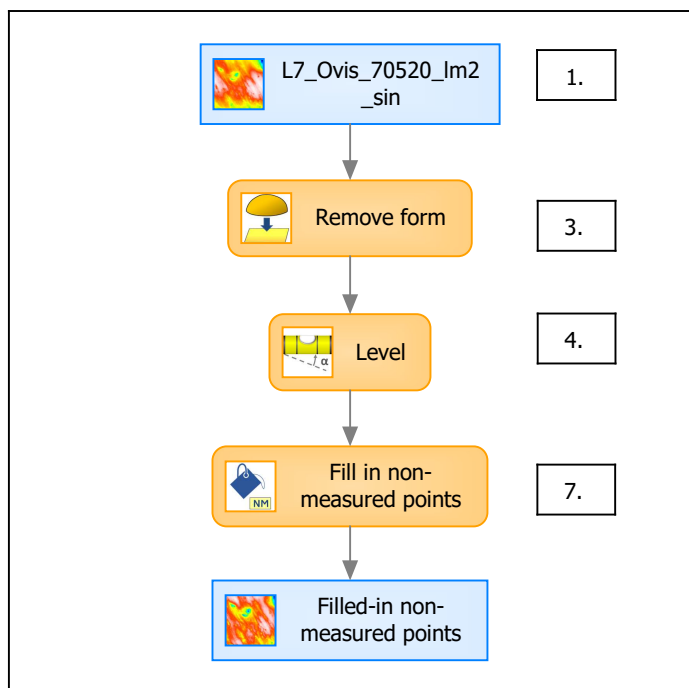 L7_Ovis_70520_lm2
_sin
1.
Remove form
3.
α
Level
4.
Fill in non-
measured points
NM
7.
Filled-in non-
measured points